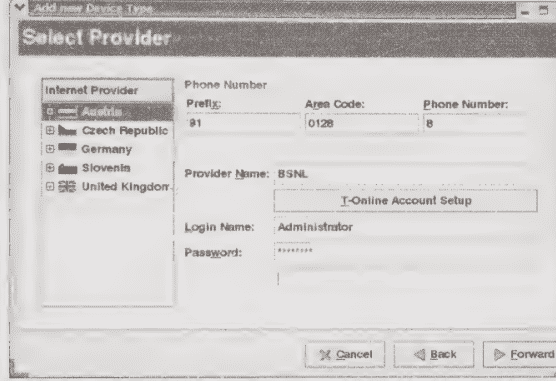 Add new Device Type
Select Provider
Internet Provider
Austria
Czech Republic
Germany
Slovenia
United Kingdom
Phone Number
Prefix:
Area Code:
Phone Number:
91
0128
8
Provider Name:
BSNL
T-Online Account Setup
Login Name:
Administrator
Password:
********
Cancel
Back
Forward